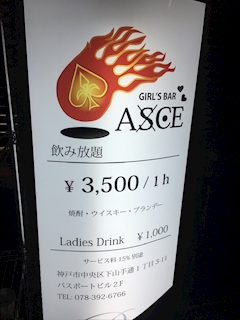 GIRL'S BAR
ASCE
飲み放題
¥ 3,500 / 1 h
焼酎・ウイスキー・ブランデー
Ladies Drink ¥ 1,000
サービス料 15% 別途
神戸市中央区下山手通 1 丁目 3-11
パスポートビル 2 F
TEL: 078-392-6766